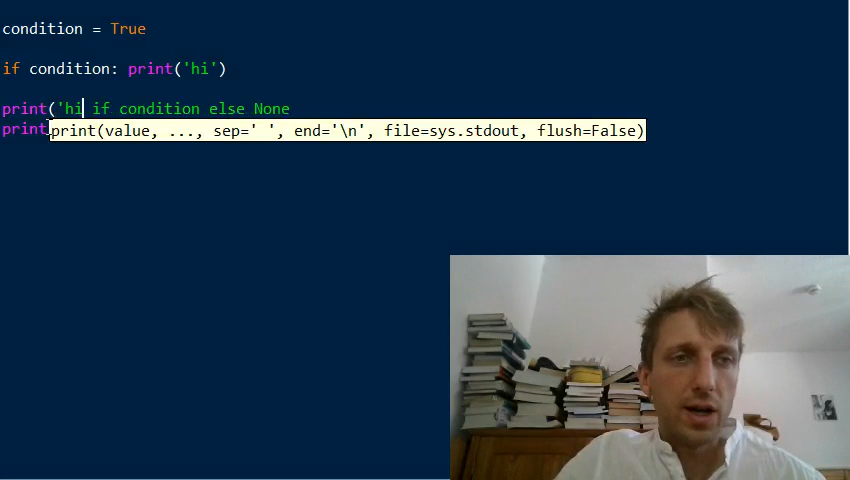 condition = True
if condition: print('hi')
print('hi if condition else None
print
print(value, ..., sep=' ', end='\n', file=sys.stdout, flush=False)